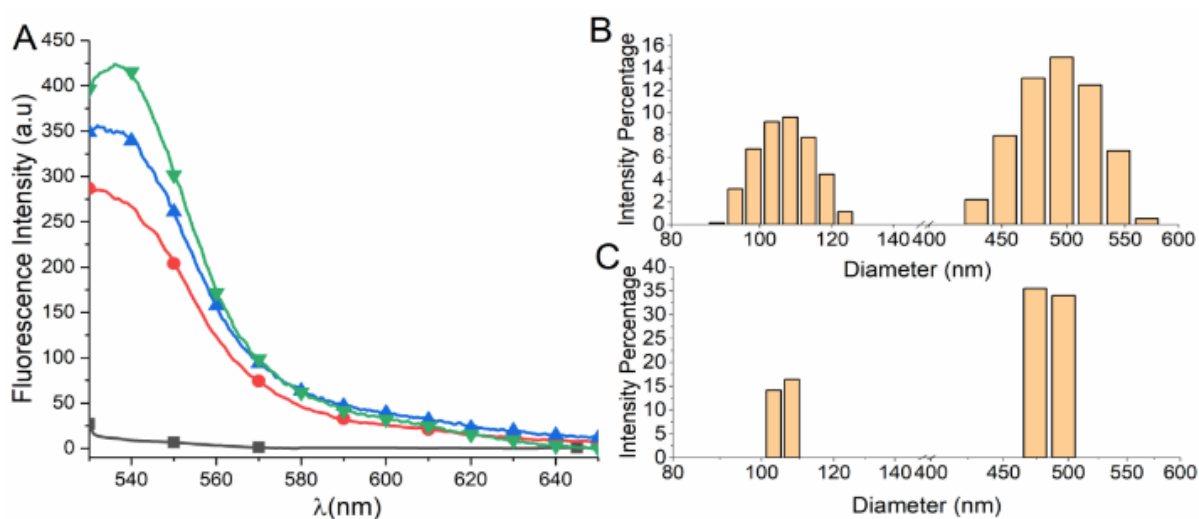 A
Fluorescence Intensity (a.u)
450
400
350
300
250
200
150
100
50
0
540 560 580 600 620 640
λ(nm)
B
Intensity Percentage
16
14
12
10
8
6
4
2
0
80 100 120 140 400 450 500 550 600
Diameter (nm)
C
Intensity Percentage
40
35
30
25
20
15
10
5
0
80 100 120 140 400 450 500 550 600
Diameter (nm)